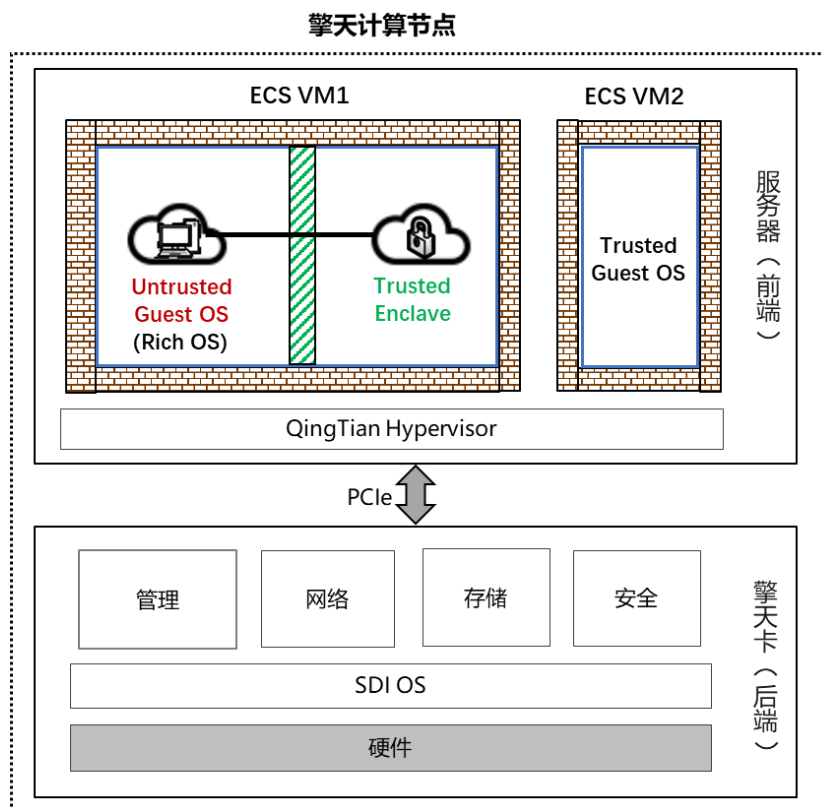 擎天计算节点
ECS VM1
ECS VM2
Untrusted
Guest OS
(Rich OS)
Trusted
Enclave
Trusted
Guest OS
服务器（前端）
QingTian Hypervisor
PCIe
管理
网络
存储
安全
擎天卡（后端）
SDI OS
硬件